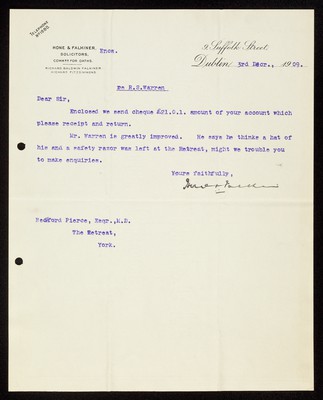 TELEPHONE
HONE & FALKINER,
SOLICITORS,
COMMRS FOR OATHS.
RICHARD BALDWIN FALKINER.
Encs.
9, Suffolk Street,
Dublin, 3rd Decr., 1909.
re R.S.Warren
Dear Sir,
Enclosed we send cheque £21.0.1. amount of your account which
please receipt and return.
Mr. Warren is greatly improved. He says he thinks a hat of
his and a safety razor was left at the Retreat, might we trouble you
to make enquiries.
Yours faithfully,
Hone & Falkiner
Bedford Pierce, Esqr.,M.D.
The Retreat,
York.